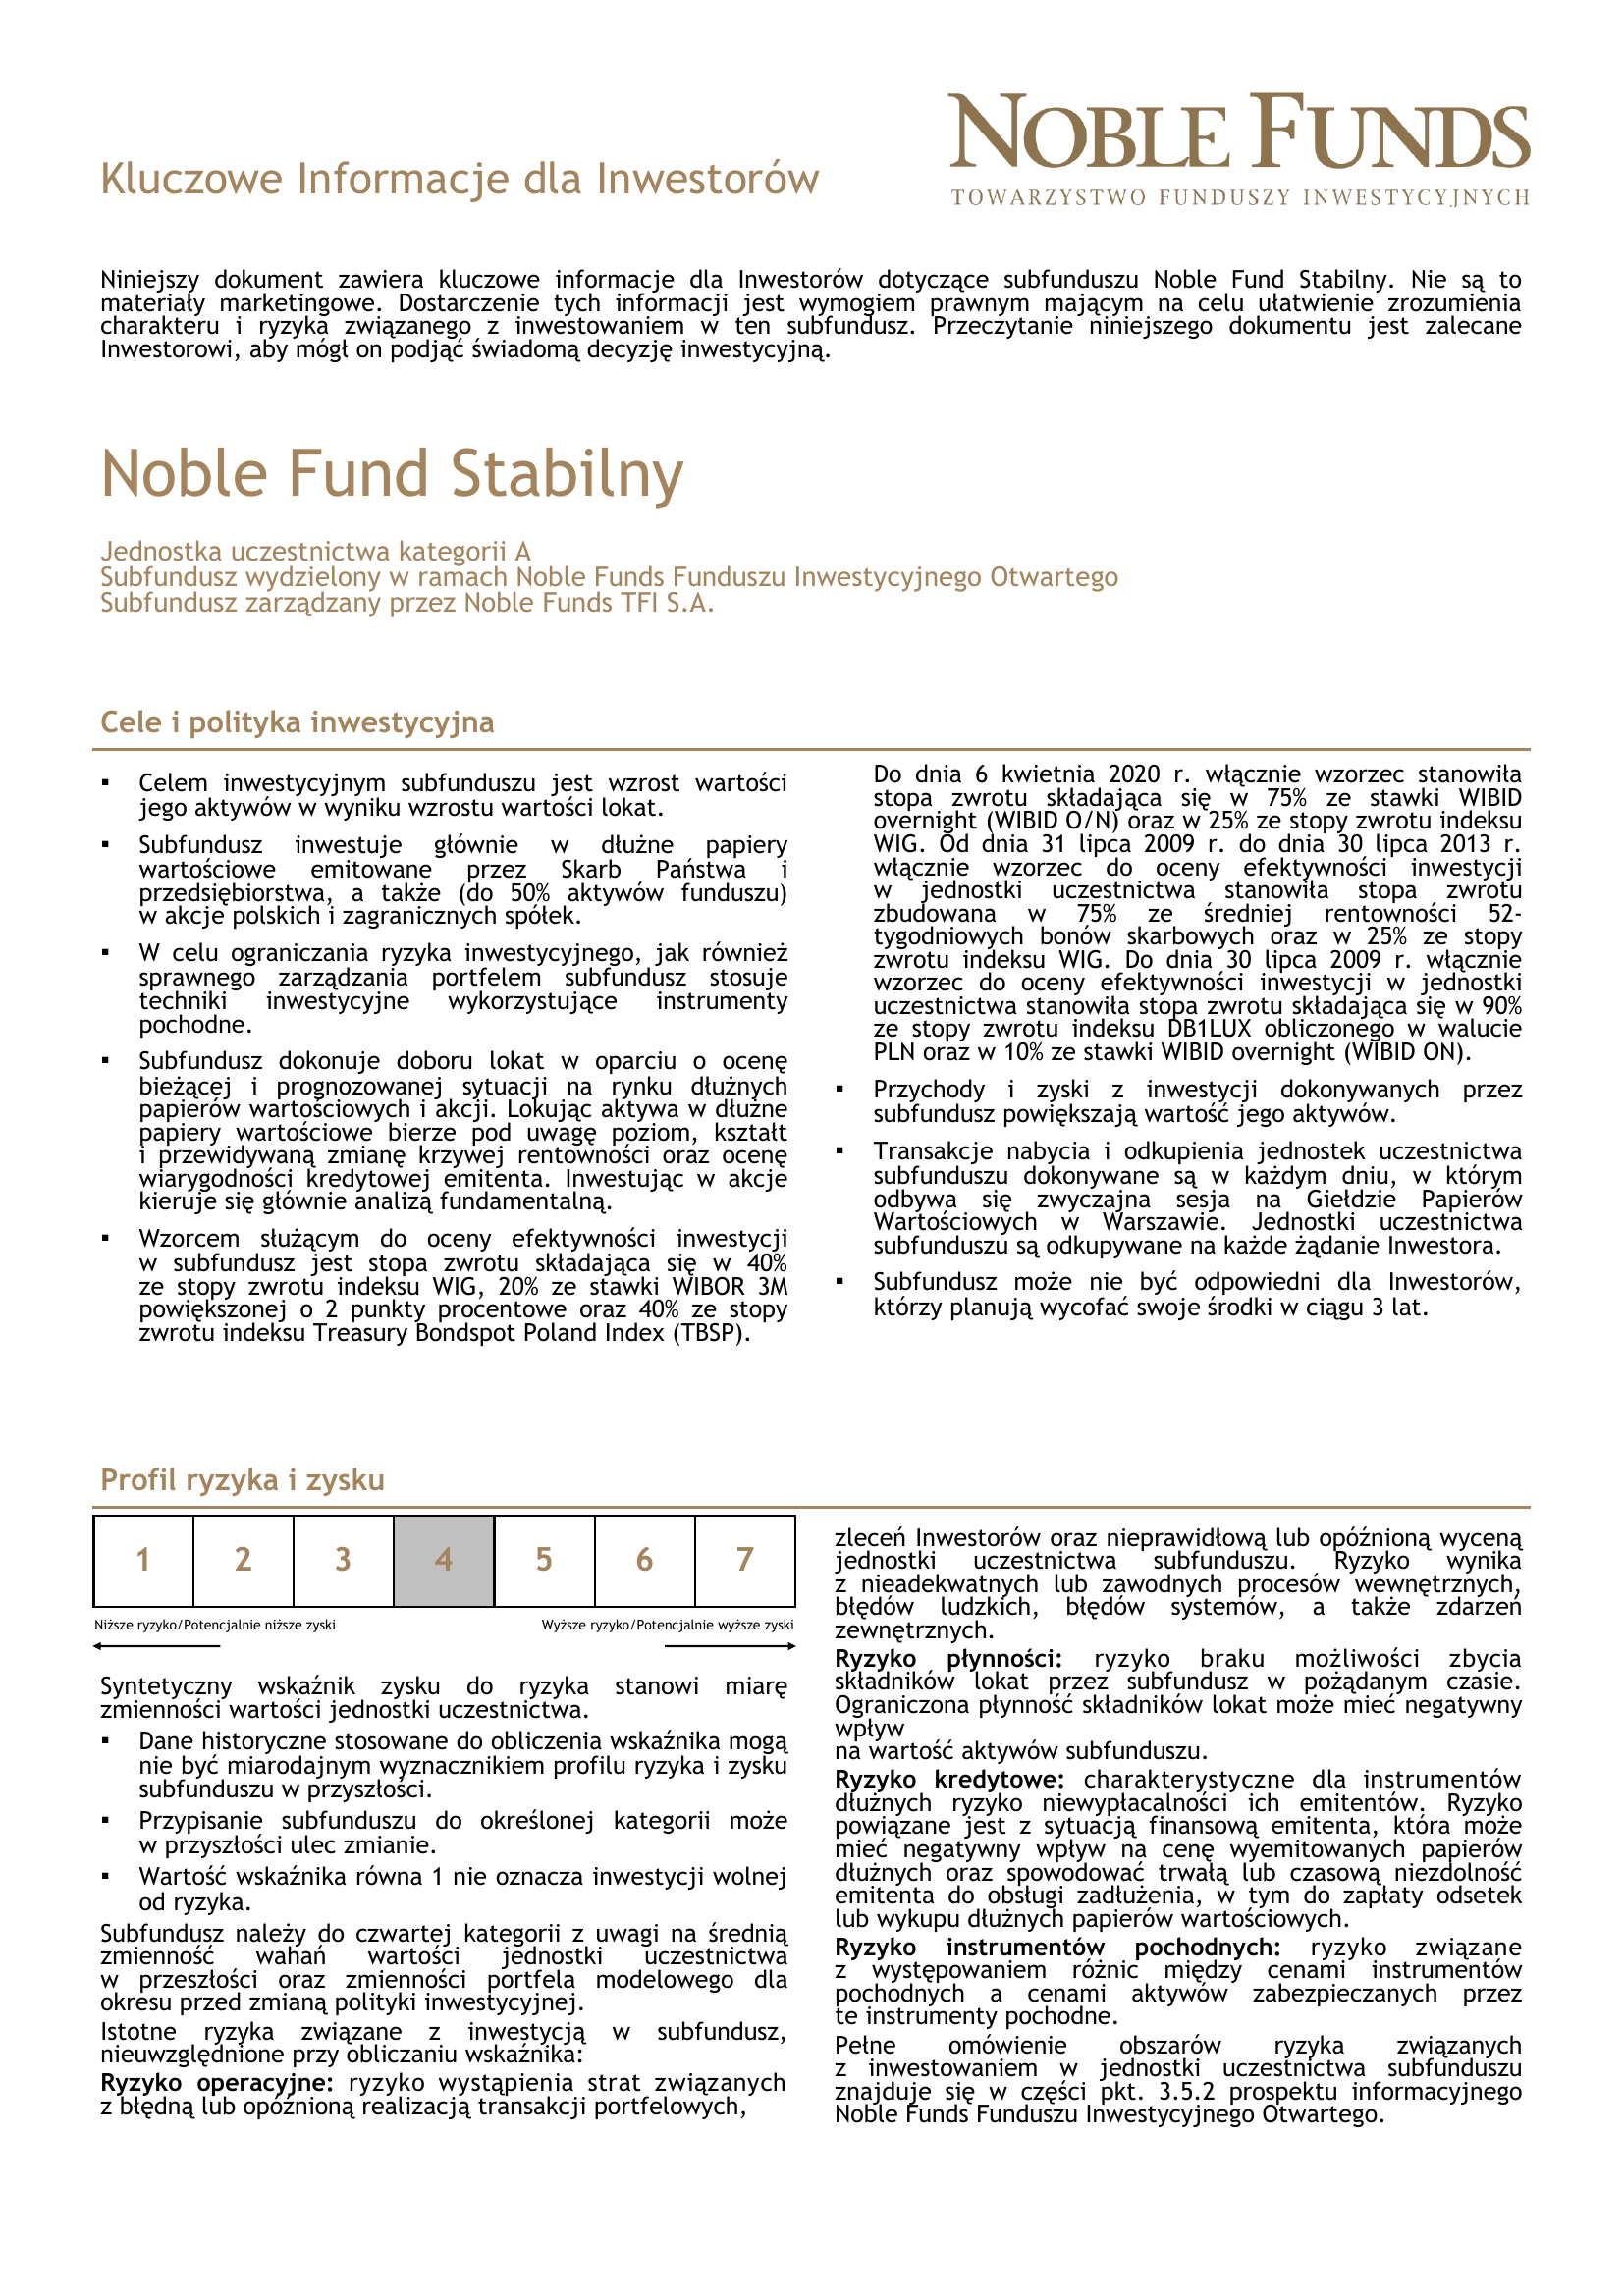 Kluczowe Informacje dla Inwestorów
NOBLE FUNDS
TOWARZYSTWO FUNDUSZY INWESTYCYJNYCH
Niniejszy dokument zawiera kluczowe informacje dla Inwestorów dotyczące subfunduszu Noble Fund Stabilny. Nie są to
materiały marketingowe. Dostarczenie tych informacji jest wymogiem prawnym mającym na celu ułatwienie zrozumienia
charakteru i ryzyka związanego z inwestowaniem w ten subfundusz. Przeczytanie niniejszego dokumentu jest zalecane
Inwestorowi, aby mógł on podjąć świadomą decyzję inwestycyjną.
Noble Fund Stabilny
Jednostka uczestnictwa kategorii A
Subfundusz wydzielony w ramach Noble Funds Funduszu Inwestycyjnego Otwartego
Subfundusz zarządzany przez Noble Funds TFI S.A.
Cele i polityka inwestycyjna
▪ Celem inwestycyjnym subfunduszu jest wzrost wartości
jego aktywów w wyniku wzrostu wartości lokat.
▪ Subfundusz inwestuje głównie w dłużne papiery
wartościowe emitowane przez Skarb Państwa i
przedsiębiorstwa, a także (do 50% aktywów funduszu)
w akcje polskich i zagranicznych spółek.
▪ W celu ograniczania ryzyka inwestycyjnego, jak również
sprawnego zarządzania portfelem subfundusz stosuje
techniki inwestycyjne wykorzystujące instrumenty
pochodne.
▪ Subfundusz dokonuje doboru lokat w oparciu o ocenę
bieżącej i prognozowanej sytuacji na rynku dłużnych
papierów wartościowych i akcji. Lokując aktywa w dłużne
papiery wartościowe bierze pod uwagę poziom, kształt
i przewidywaną zmianę krzywej rentowności oraz ocenę
wiarygodności kredytowej emitenta. Inwestując w akcje
kieruje się głównie analizą fundamentalną.
▪ Wzorcem służącym do oceny efektywności inwestycji
w subfundusz jest stopa zwrotu składająca się w 40%
ze stopy zwrotu indeksu WIG, 20% ze stawki WIBOR 3M
powiększonej o 2 punkty procentowe oraz 40% ze stopy
zwrotu indeksu Treasury Bondspot Poland Index (TBSP).
Do dnia 6 kwietnia 2020 r. włącznie wzorzec stanowiła
stopa zwrotu składająca się w 75% ze stawki WIBID
overnight (WIBID O/N) oraz w 25% ze stopy zwrotu indeksu
WIG. Od dnia 31 lipca 2009 r. do dnia 30 lipca 2013 r.
włącznie wzorzec do oceny efektywności inwestycji
w jednostki uczestnictwa stanowiła stopa zwrotu
zbudowana w 75% ze średniej rentowności 52-
tygodniowych bonów skarbowych oraz w 25% ze stopy
zwrotu indeksu WIG. Do dnia 30 lipca 2009 r. włącznie
wzorzec do oceny efektywności inwestycji w jednostki
uczestnictwa stanowiła stopa zwrotu składająca się w 90%
ze stopy zwrotu indeksu DB1LUX obliczonego w walucie
PLN oraz w 10% ze stawki WIBID overnight (WIBID ON).
▪ Przychody i zyski z inwestycji dokonywanych przez
subfundusz powiększają wartość jego aktywów.
▪ Transakcje nabycia i odkupienia jednostek uczestnictwa
subfunduszu dokonywane są w każdym dniu, w którym
odbywa się zwyczajna sesja na Giełdzie Papierów
Wartościowych w Warszawie. Jednostki uczestnictwa
subfunduszu są odkupywane na każde żądanie Inwestora.
▪ Subfundusz może nie być odpowiedni dla Inwestorów,
którzy planują wycofać swoje środki w ciągu 3 lat.
Profil ryzyka i zysku
1 2 3 4 5 6 7
Niższe ryzyko/Potencjalnie niższe zyski Wyższe ryzyko/Potencjalnie wyższe zyski
Syntetyczny wskaźnik zysku do ryzyka stanowi miarę
zmienności wartości jednostki uczestnictwa.
▪ Dane historyczne stosowane do obliczenia wskaźnika mogą
nie być miarodajnym wyznacznikiem profilu ryzyka i zysku
subfunduszu w przyszłości.
▪ Przypisanie subfunduszu do określonej kategorii może
w przyszłości ulec zmianie.
▪ Wartość wskaźnika równa 1 nie oznacza inwestycji wolnej
od ryzyka.
Subfundusz należy do czwartej kategorii z uwagi na średnią
zmienność wahań wartości jednostki uczestnictwa
w przeszłości oraz zmienności portfela modelowego dla
okresu przed zmianą polityki inwestycyjnej.
Istotne ryzyka związane z inwestycją w subfundusz,
nieuwzględnione przy obliczaniu wskaźnika:
Ryzyko operacyjne: ryzyko wystąpienia strat związanych
z błędną lub opóźnioną realizacją transakcji portfelowych,
zleceń Inwestorów oraz nieprawidłową lub opóźnioną wyceną
jednostki uczestnictwa subfunduszu. Ryzyko wynika
z nieadekwatnych lub zawodnych procesów wewnętrznych,
błędów ludzkich, błędów systemów, a także zdarzeń
zewnętrznych.
Ryzyko płynności: ryzyko braku możliwości zbycia
składników lokat przez subfundusz w pożądanym czasie.
Ograniczona płynność składników lokat może mieć negatywny
wpływ
na wartość aktywów subfunduszu.
Ryzyko kredytowe: charakterystyczne dla instrumentów
dłużnych ryzyko niewypłacalności ich emitentów. Ryzyko
powiązane jest z sytuacją finansową emitenta, która może
mieć negatywny wpływ na cenę wyemitowanych papierów
dłużnych oraz spowodować trwałą lub czasową niezdolność
emitenta do obsługi zadłużenia, w tym do zapłaty odsetek
lub wykupu dłużnych papierów wartościowych.
Ryzyko instrumentów pochodnych: ryzyko związane
z występowaniem różnic między cenami instrumentów
pochodnych a cenami aktywów zabezpieczanych przez
te instrumenty pochodne.
Pełne omówienie obszarów ryzyka związanych
z inwestowaniem w jednostki uczestnictwa subfunduszu
znajduje się w części pkt. 3.5.2 prospektu informacyjnego
Noble Funds Funduszu Inwestycyjnego Otwartego.